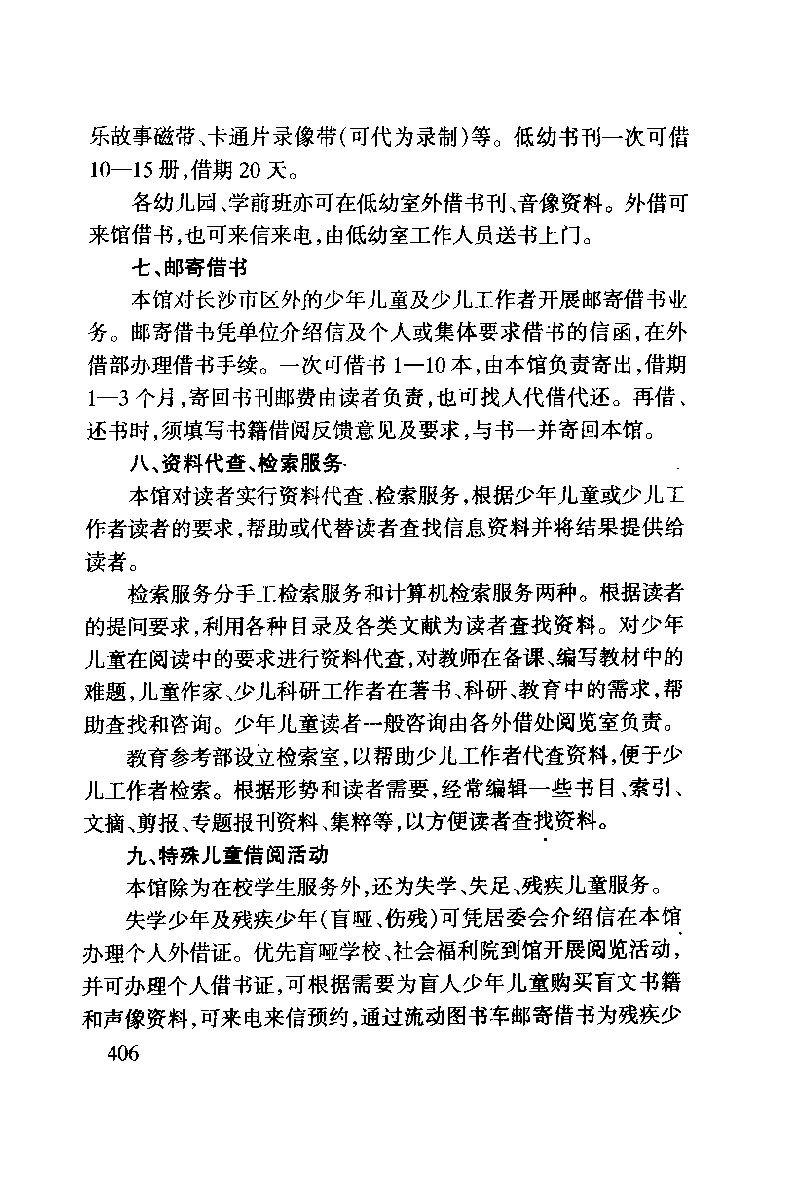 乐故事磁带、卡通片录像带(可代为录制)等。低幼书刊一次可借
10—15册,借期20天。
各幼儿园、学前班亦可在低幼室外借书刊、音像资料。外借可
来馆借书,也可来信来电,由低幼室工作人员送书上门。
七、邮寄借书
本馆对长沙市区外的少年儿童及少儿工作者开展邮寄借书业
务。邮寄借书凭单位介绍信及个人或集体要求借书的信函,在外
借部办理借书手续。一次可借书1—10本,由本馆负责寄出,借期
1—3个月,寄回书刊邮费由读者负责,也可找人代借代还。再借、
还书时,须填写书籍借阅反馈意见及要求,与书一并寄回本馆。
八、资料代查、检索服务
本馆对读者实行资料代查、检索服务,根据少年儿童或少儿工
作者读者的要求,帮助或代替读者查找信息资料并将结果提供给
读者。
检索服务分手工检索服务和计算机检索服务两种。根据读者
的提问要求,利用各种目录及各类文献为读者查找资料。对少年
儿童在阅读中的要求进行资料代查,对教师在备课、编写教材中的
难题,儿童作家、少儿科研工作者在著书、科研、教育中的需求,帮
助查找和咨询。少年儿童读者一般咨询由各外借处阅览室负责。
教育参考部设立检索室,以帮助少儿工作者代查资料,便于少
儿工作者检索。根据形势和读者需要,经常编辑一些书目、索引、
文摘、剪报、专题报刊资料、集粹等,以方便读者查找资料。
九、特殊儿童借阅活动
本馆除为在校学生服务外,还为失学、失足、残疾儿童服务。
失学少年及残疾少年(盲哑、伤残)可凭居委会介绍信在本馆
办理个人外借证。优先盲哑学校、社会福利院到馆开展阅览活动,
并可办理个人借书证,可根据需要为盲人少年儿童购买盲文书籍
和声像资料,可来电来信预约,通过流动图书车邮寄借书为残疾少
406